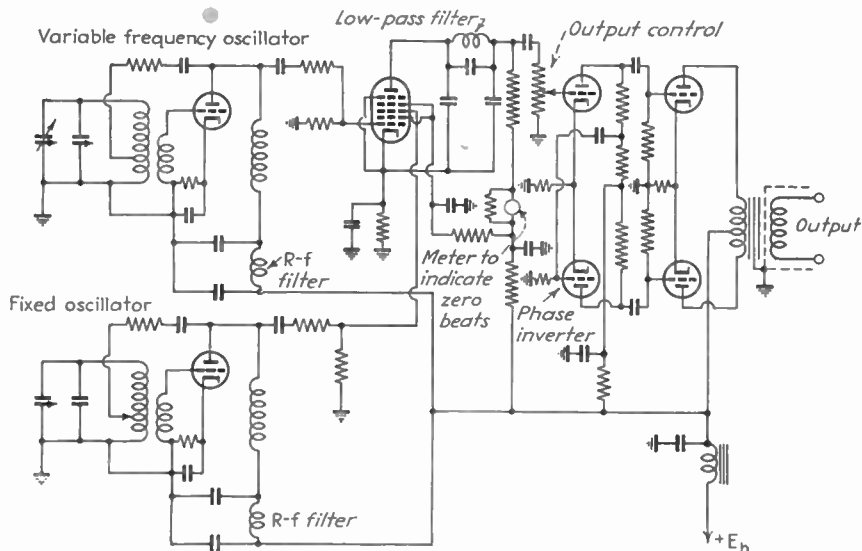 Variable frequency oscillator
Low-pass filter
Output control
R-f
filter
Meter to
indicate
zero
beats
Phase
inverter
Output
Fixed oscillator
R-f filter
+Eb